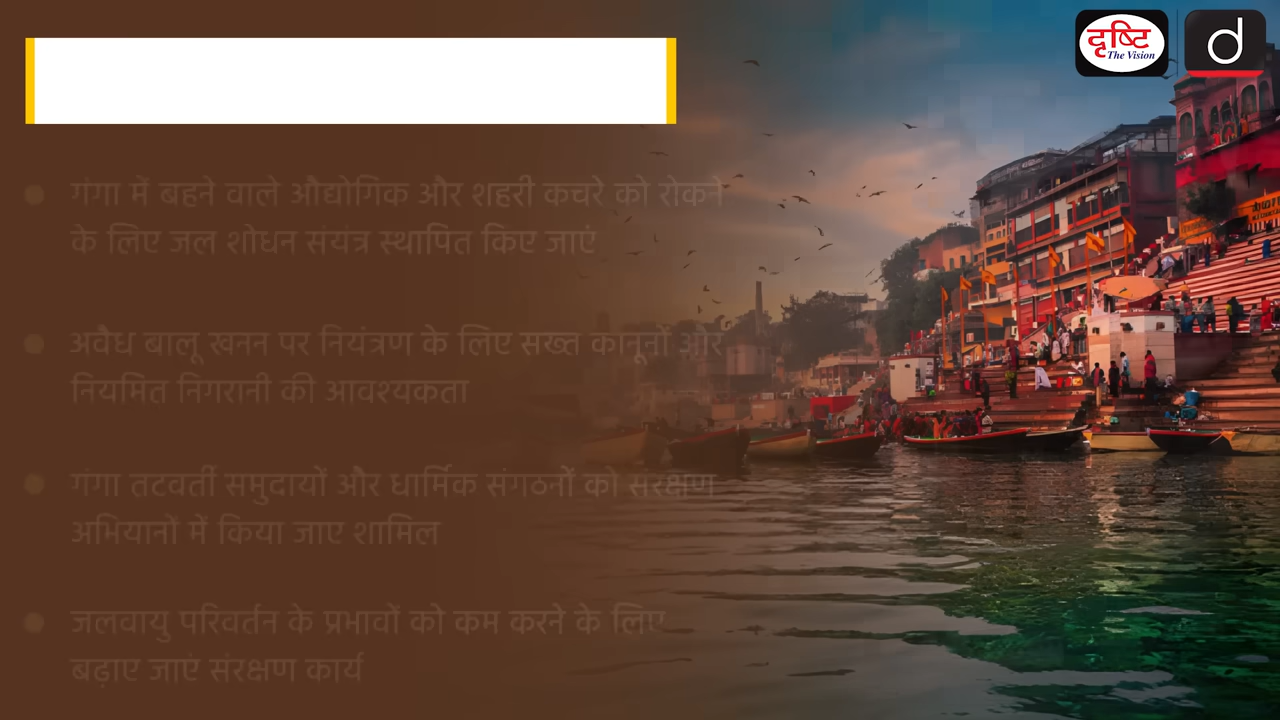 दृष्टि
The Vision
d
गंगा में बहने वाले औद्योगिक और शहरी कचरे को रोकने
के लिए जल शोधन संयंत्र स्थापित किए जाएं
अवैध बालू खनन पर नियंत्रण के लिए सख्त कानूनों और
नियमित निगरानी की आवश्यकता
गंगा तटवर्ती समुदायों और धार्मिक संगठनों को संरक्षण
अभियानों में किया जाए शामिल
जलवायु परिवर्तन के प्रभावों को कम करने के लिए
बढ़ाए जाएं संरक्षण कार्य